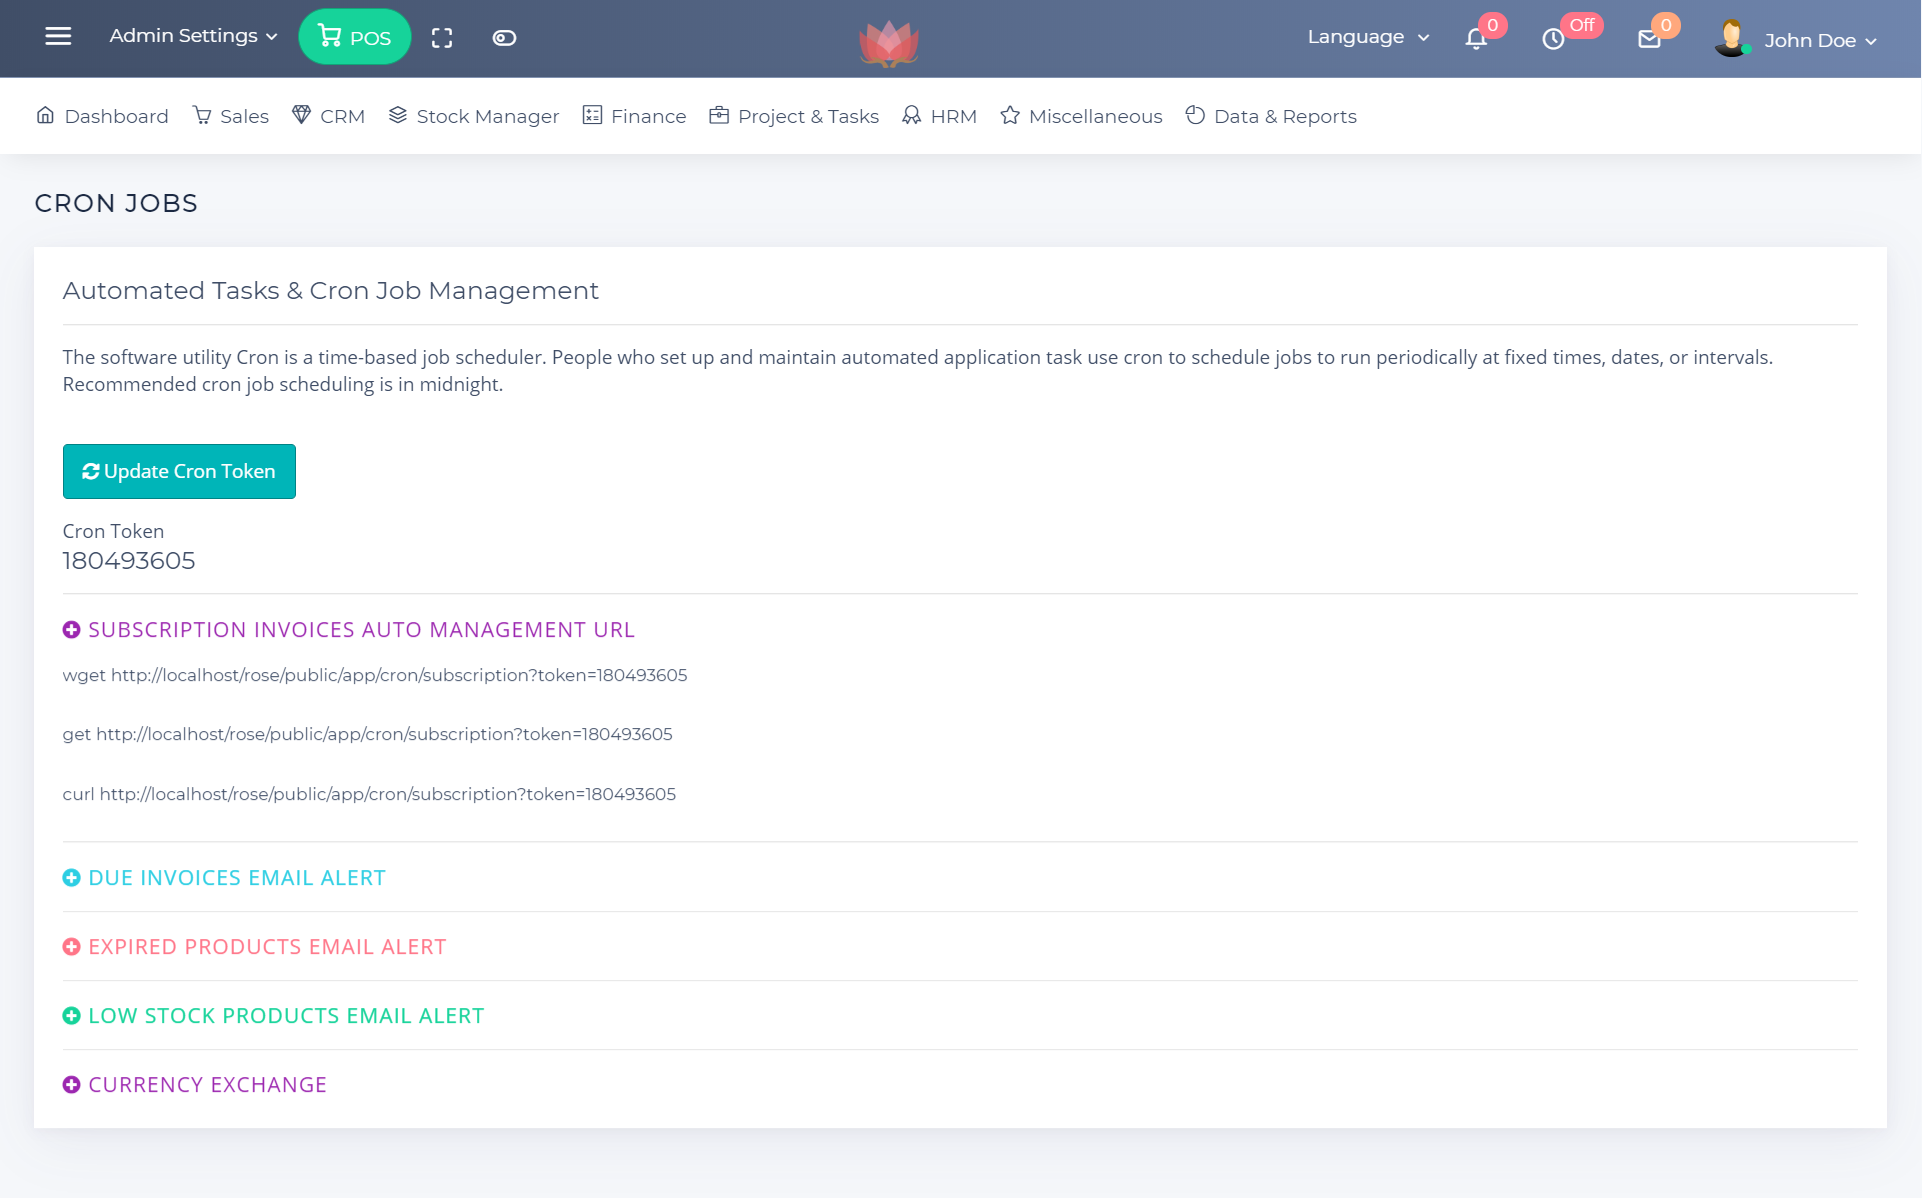 Admin Settings
POS
Language
0
Off
0
John Doe
Dashboard Sales CRM Stock Manager Finance Project & Tasks HRM Miscellaneous Data & Reports
CRON JOBS
Automated Tasks & Cron Job Management
The software utility Cron is a time-based job scheduler. People who set up and maintain automated application task use cron to schedule jobs to run periodically at fixed times, dates, or intervals.
Recommended cron job scheduling is in midnight.
Update Cron Token
Cron Token
180493605
SUBSCRIPTION INVOICES AUTO MANAGEMENT URL
wget http://localhost/rose/public/app/cron/subscription?token=180493605
get http://localhost/rose/public/app/cron/subscription?token=180493605
curl http://localhost/rose/public/app/cron/subscription?token=180493605
DUE INVOICES EMAIL ALERT
EXPIRED PRODUCTS EMAIL ALERT
LOW STOCK PRODUCTS EMAIL ALERT
CURRENCY EXCHANGE